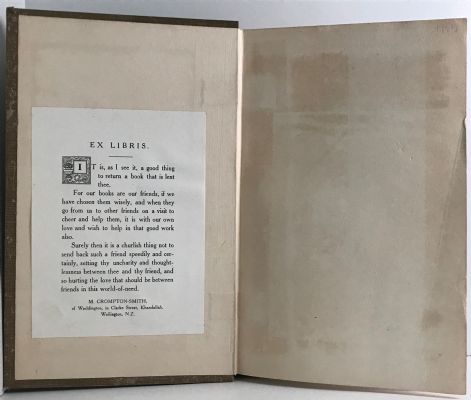 EX LIBRIS.
IT is, as I see it, a good thing
to return a book that is lent
thee.
For our books are our friends, if we
have chosen them wisely, and when they
go from us to other friends on a visit to
cheer and help them, it is with our own
love and wish to help in that good work
also.
Surely then it is a churlish thing not to
send back such a friend speedily and cer-
tainly, setting thy uncharity and thought-
lessness between thee and thy friend, and
so hurting the love that should be between
friends in this world-of-need.
M. CROMPTON-SMITH,
of Waddington, in Clarke Street, Khandallah
Wellington, N.Z.